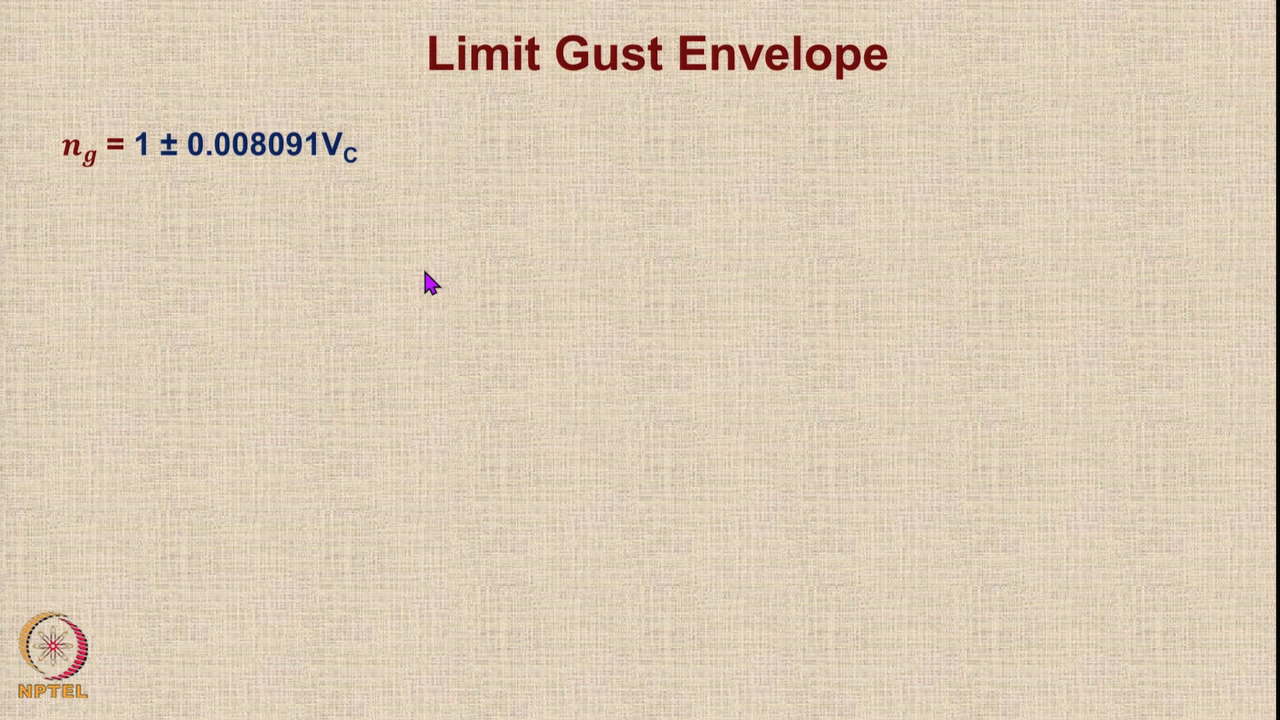 Limit Gust Envelope
n_g = 1 ± 0.008091V_C
NPTEL